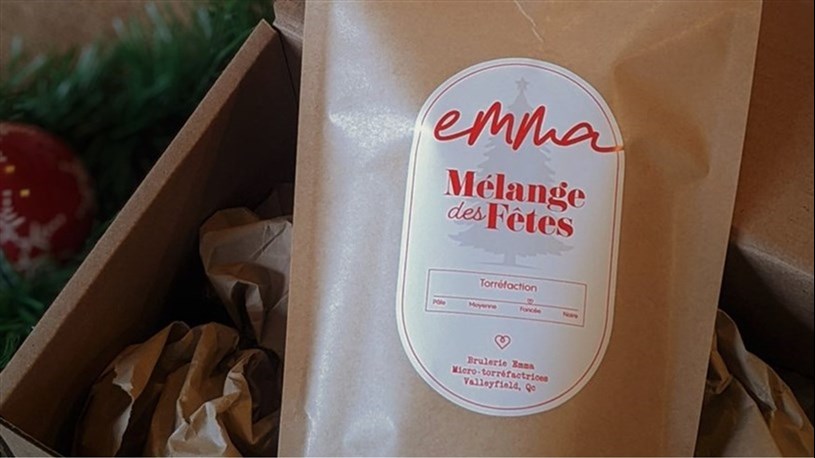 emma
Mélange
des Fêtes
Torréfaction
Pâle Moyenne Foncée Noire
Brulerie Emma
Micro-torréfactrices
Valleyfield, Qc